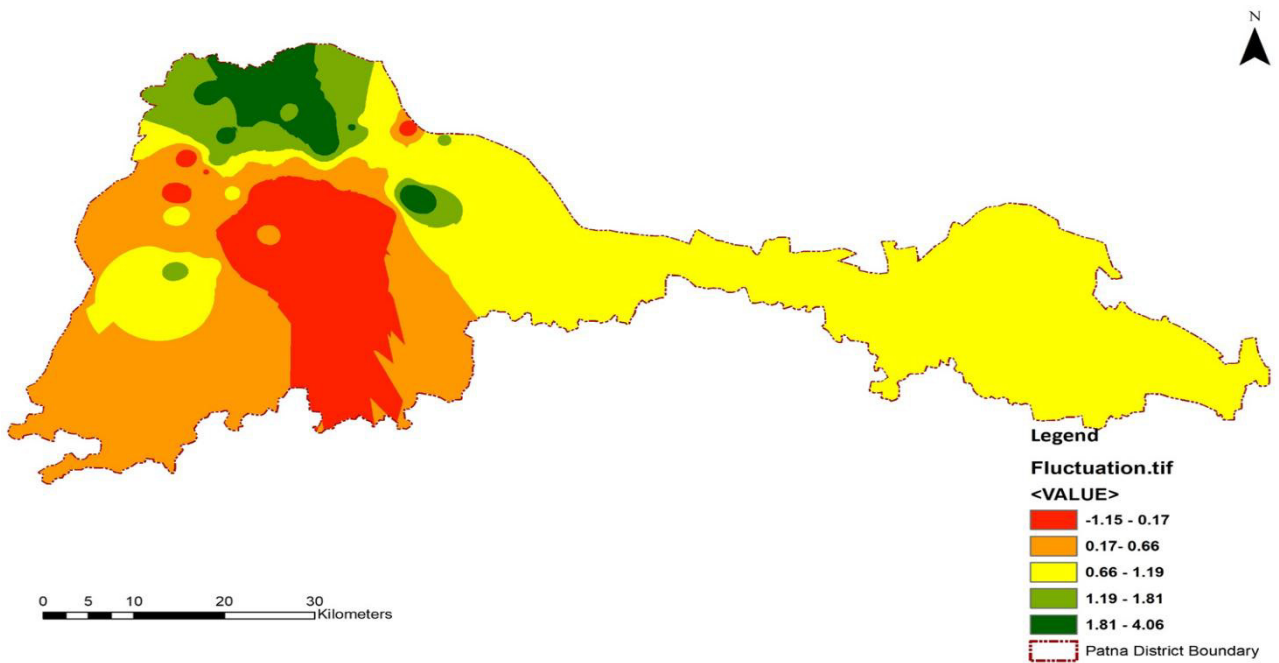 N
Legend
Fluctuation.tif
<VALUE>
-1.15 - 0.17
0.17- 0.66
0.66 - 1.19
1.19 - 1.81
1.81 - 4.06
Patna District Boundary
0 5 10 20 30
Kilometers